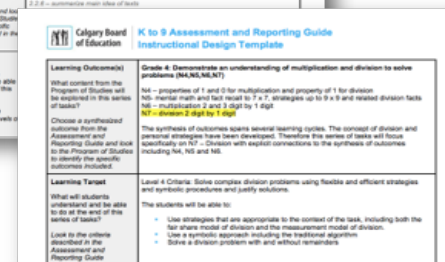 3.2.6 – summarize main idea of texts
Calgary Board
of Education
K to 9 Assessment and Reporting Guide
Instructional Design Template
Learning Outcome(s)
What content from the
Program of Studies will
be explored in this series
of tasks?
Choose a synthesized
outcome from the
Assessment and
Reporting Guide and look
to the Program of Studies
to identify the specific
outcomes included.
Grade 4: Demonstrate an understanding of multiplication and division to solve
problems (N4,N5,N6,N7)
N4 – properties of 1 and 0 for multiplication and property of 1 for division
N5- mental math and fact recall to 7 x 7, strategies up to 9 x 9 and related division facts
N6 – multiplication 2 and 3 digit by 1 digit
N7 – division 2 digit by 1 digit
The synthesis of outcomes spans several learning cycles. The concept of division and
personal strategies have been developed. Therefore this series of tasks will focus
specifically on N7 – Division with explicit connections to the synthesis of outcomes
including N4, N5 and N6.
Learning Target
What will students
understand and be able
to do at the end of this
series of tasks?
Look to the criteria
described in the
Assessment and
Reporting Guide
Level 4 Criteria: Solve complex division problems using flexible and efficient strategies
and symbolic procedures and justify solutions.
The students will be able to:
Use strategies that are appropriate to the context of the task, including both the
fair share model of division and the measurement model of division.
Use a symbolic approach including the traditional algorithm
Solve a division problem with and without remainders